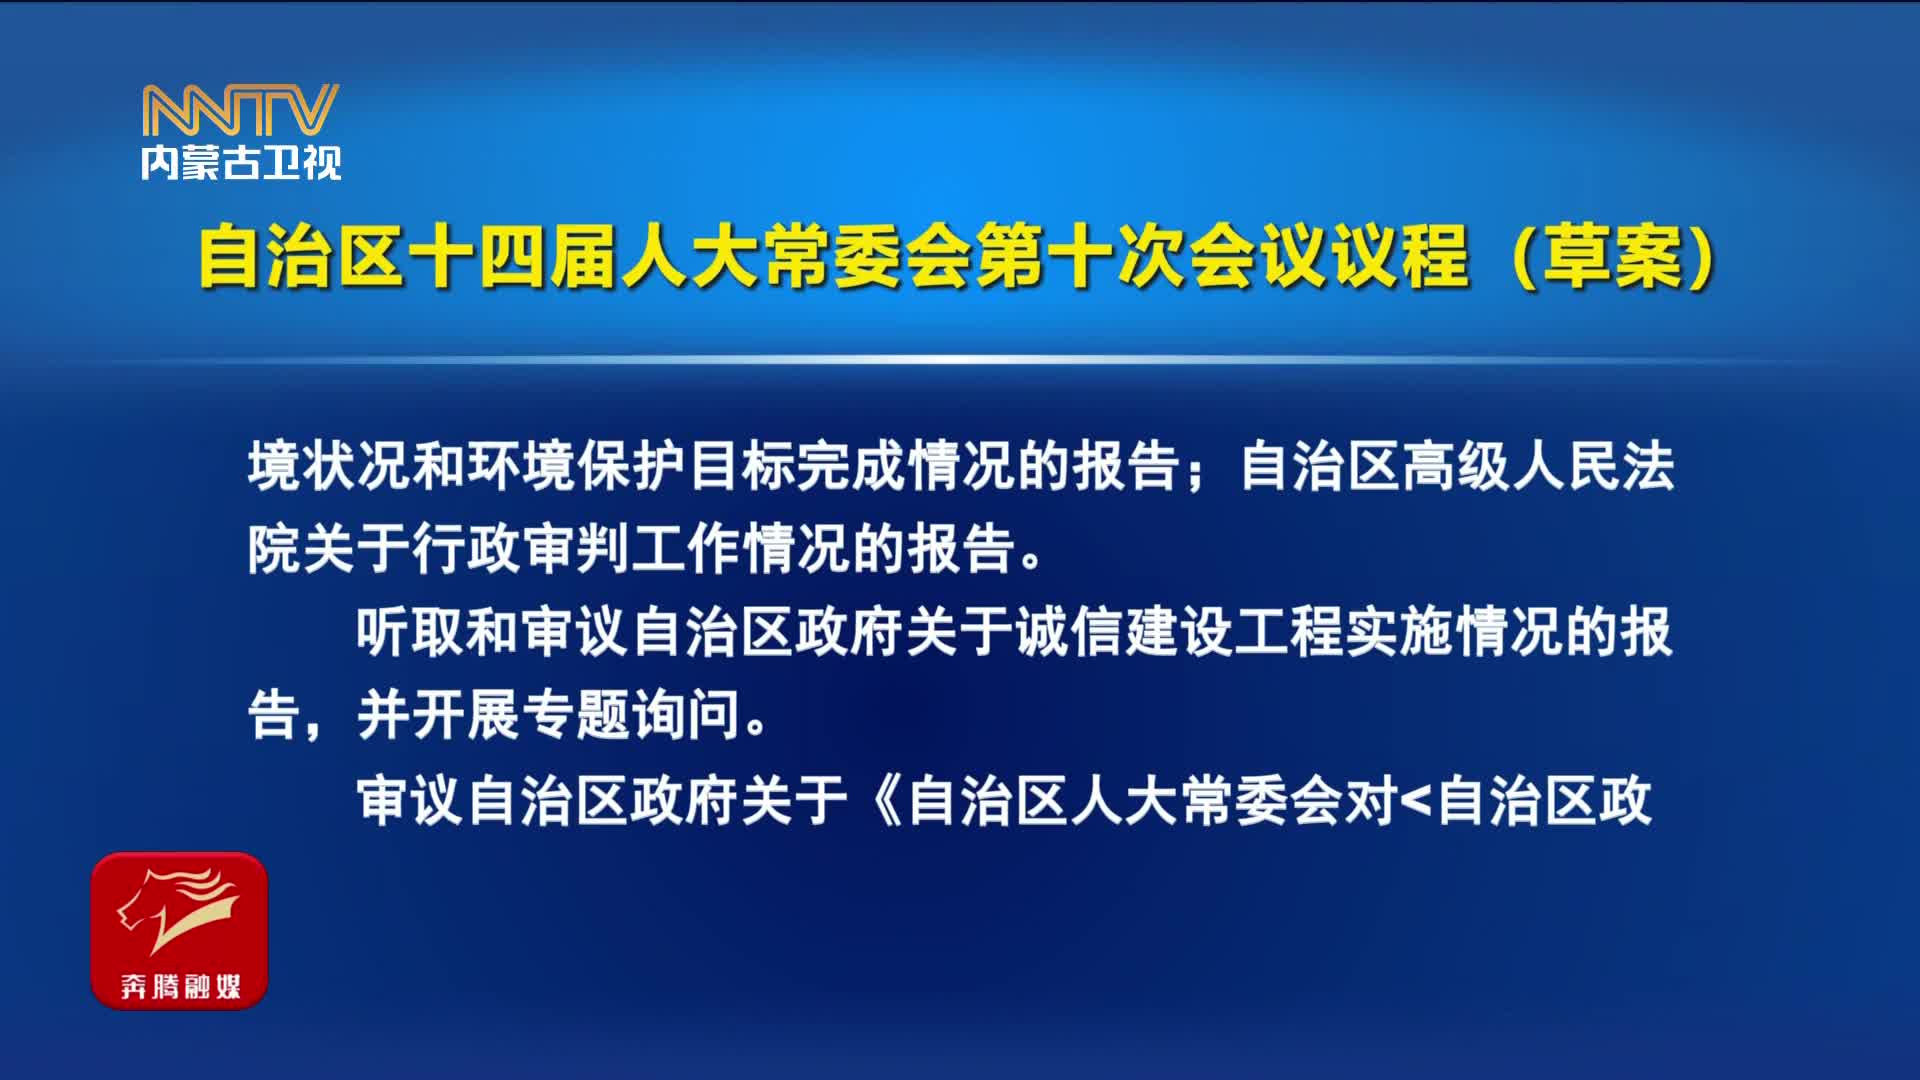 NNTV
内蒙古卫视
自治区十四届人大常委会第十次会议议程（草案）
境状况和环境保护目标完成情况的报告；自治区高级人民法
院关于行政审判工作情况的报告。
听取和审议自治区政府关于诚信建设工程实施情况的报
告，并开展专题询问。
审议自治区政府关于《自治区人大常委会对<自治区政
奔腾融媒